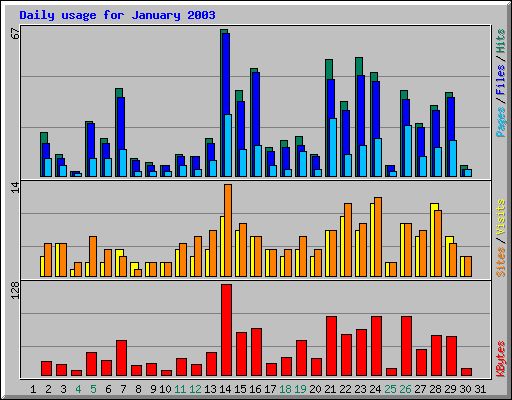 Daily usage for January 2003
67
Pages / Files / Hits
14
Sites / Visits
128
KBytes
1 2 3 4 5 6 7 8 9 10 11 12 13 14 15 16 17 18 19 20 21 22 23 24 25 26 27 28 29 30 31